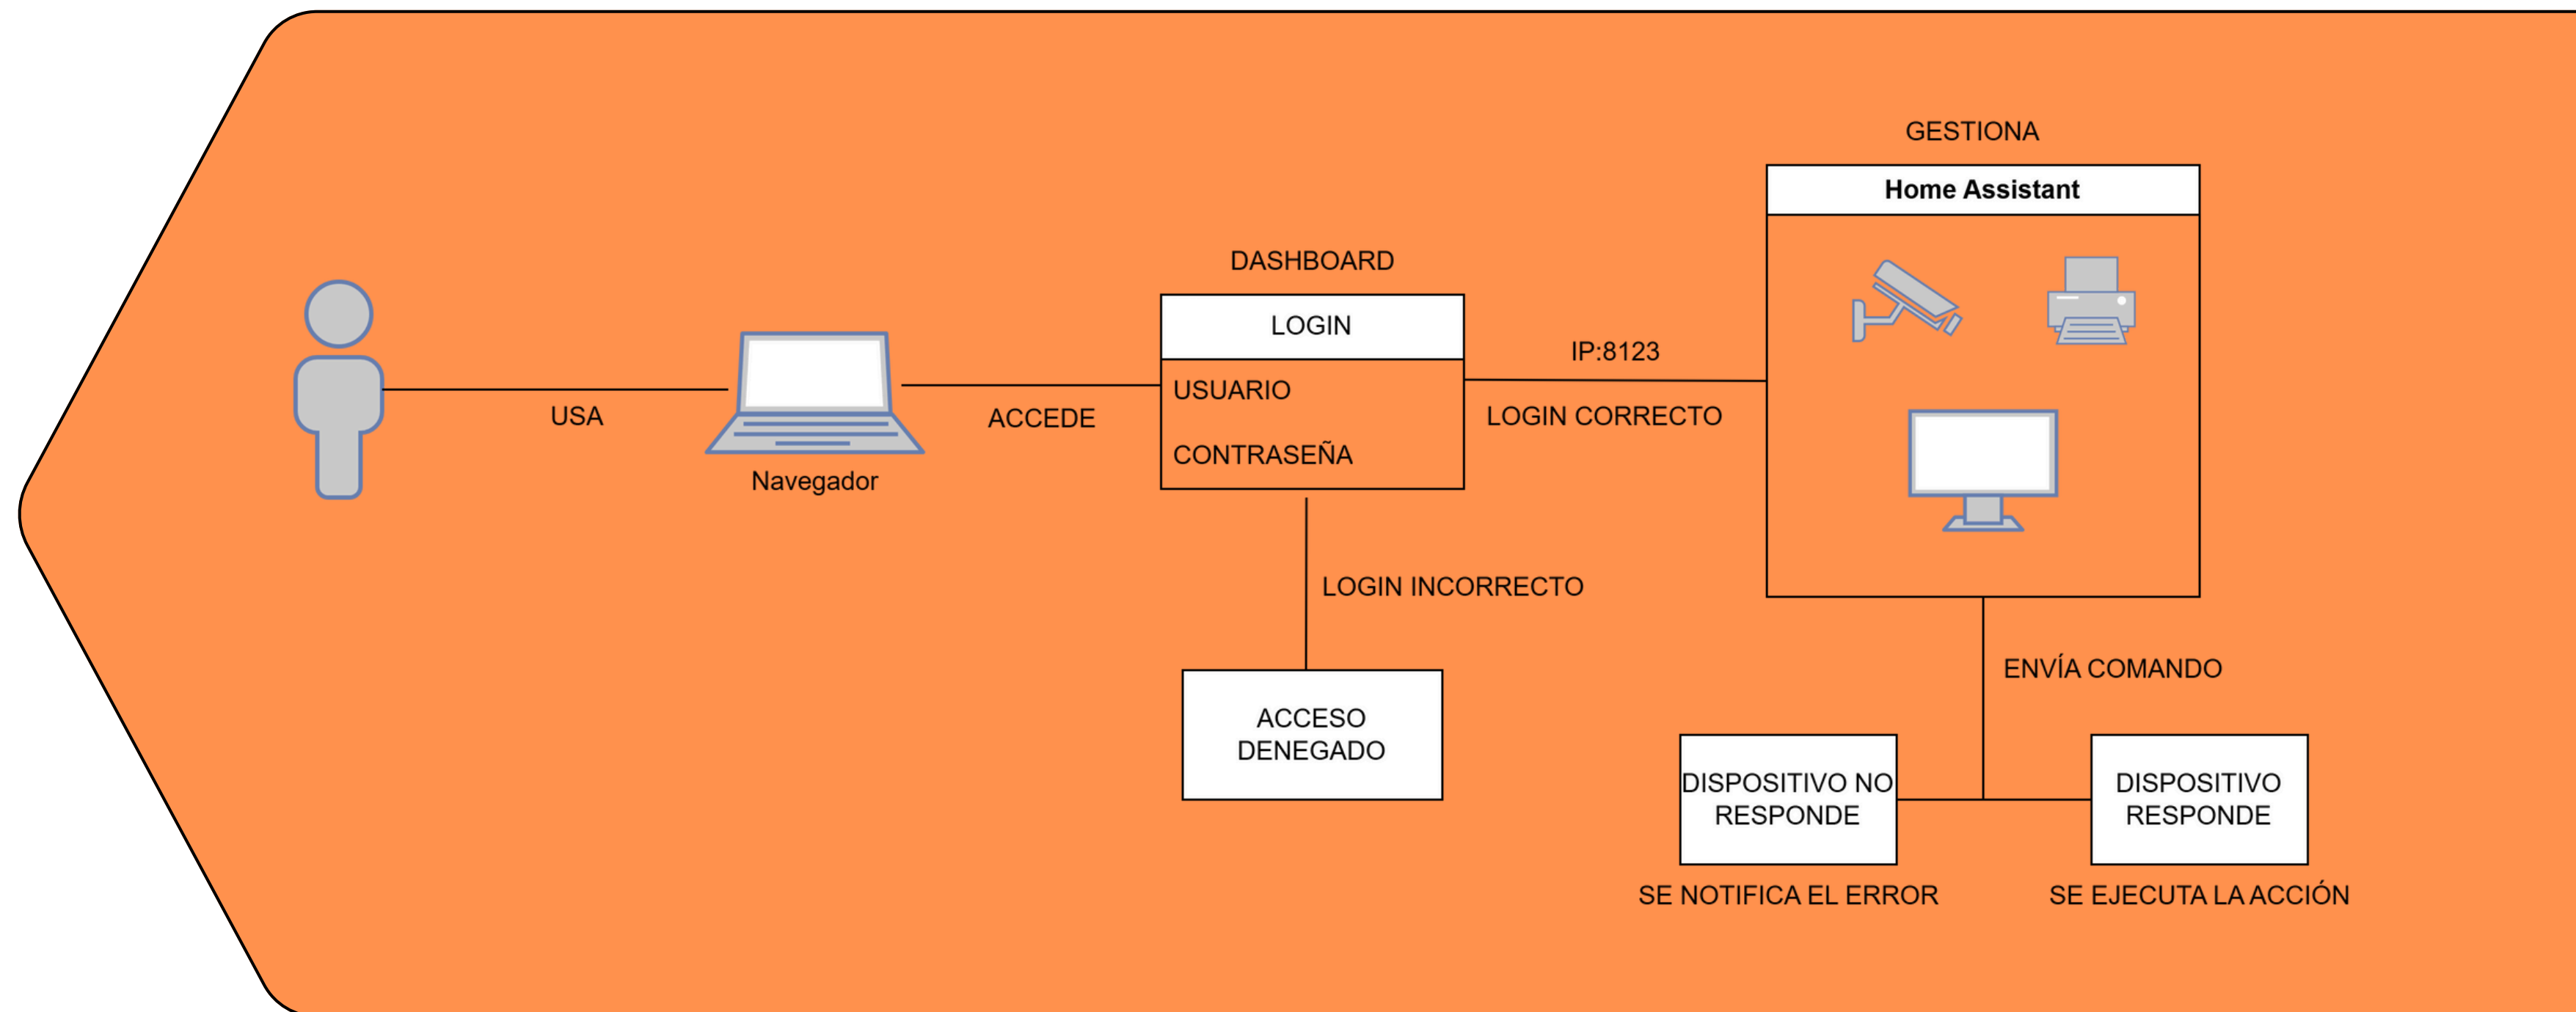 GESTIONA
Home Assistant
DASHBOARD
LOGIN
USUARIO
CONTRASEÑA
IP:8123
LOGIN CORRECTO
USA
ACCEDE
Navegador
LOGIN INCORRECTO
ACCESO
DENEGADO
ENVÍA COMANDO
DISPOSITIVO NO
RESPONDE
DISPOSITIVO
RESPONDE
SE NOTIFICA EL ERROR
SE EJECUTA LA ACCIÓN